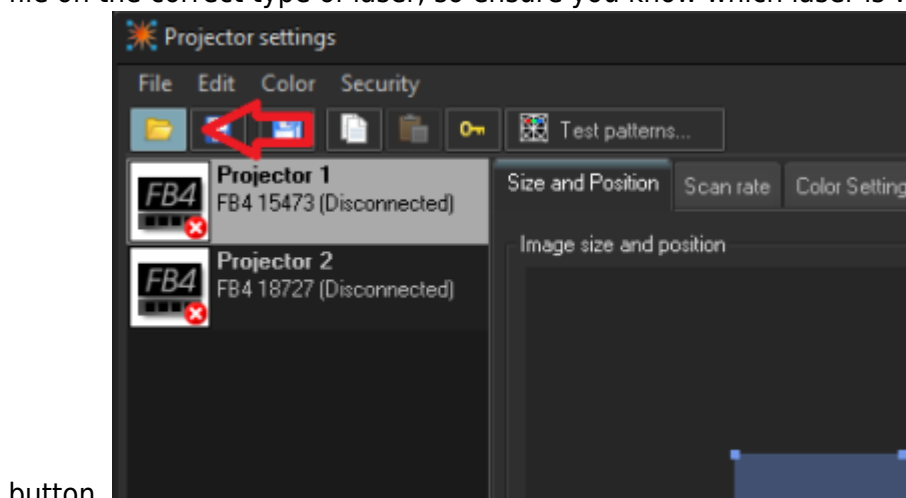 file on the correct type of laser, so ensure you know which laser is
Projector settings
File Edit Color Security
Test patterns...
FB4
Projector 1
FB4 15473 (Disconnected)
FB4
Projector 2
FB4 18727 (Disconnected)
Size and Position Scan rate Color Setting
Image size and position
button